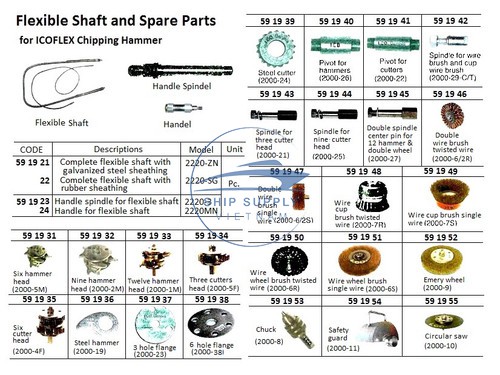 Flexible Shaft and Spare Parts
for ICOFLEX Chipping Hammer
Flexible Shaft
Handle Spindel
Handel
CODE Descriptions Model Unit
59 19 21 Complete flexible shaft with
galvanized steel sheathing 2220-ZN
22 Complete flexible shaft with
rubber sheathing 2220-SG Pc.
59 19 23 Handle spindle for flexible shaft
24 Handle for flexible shaft 2220MN
SHIP SUPPLY
VIETNAM
59 19 31
Six hammer
head (2000-5M)
59 19 32
Nine hammer
head (2000-3M)
59 19 33
Twelve hammer
head (2000-1M)
59 19 34
Three cutters
head (2000-5F)
59 19 35
Six
cutter
head
(2000-4F)
59 19 36
Steel hammer
(2000-19)
59 19 37
3 hole flange
(2000-23)
59 19 38
6 hole flange
(2000-38)
59 19 39
Steel cutter
(2000-24)
59 19 40
Pivot for
hammers
(2000-26)
59 19 41
Pivot for
cutters
(2000-22)
59 19 42
Spindle for wire
brush and cup
wire brush
(2000-29-C/T)
59 19 43
Spindle for
three cutter
head
(2000-21)
59 19 44
Spindle for
nine cutter
head
(2000-25)
59 19 45
Double spindle
center pin for
12 hammer &
double wheel
(2000-27)
59 19 46
Double
wire brush
twisted wire
(2000-6/2R)
59 19 47
Double
wire
brush
single
wire (2000-6/2S)
59 19 48
Wire
cup
brush
twisted wire
(2000-7R)
59 19 49
Wire cup brush single
wire (2000-7S)
59 19 50
Wire
wheel brush twisted
wire (2000-6R)
59 19 51
Wire wheel brush
single wire (2000-6S)
59 19 52
Emery wheel
(2000-9)
59 19 53
Chuck
(2000-8)
59 19 54
Safety
guard
(2000-11)
59 19 55
Circular saw
(2000-10)